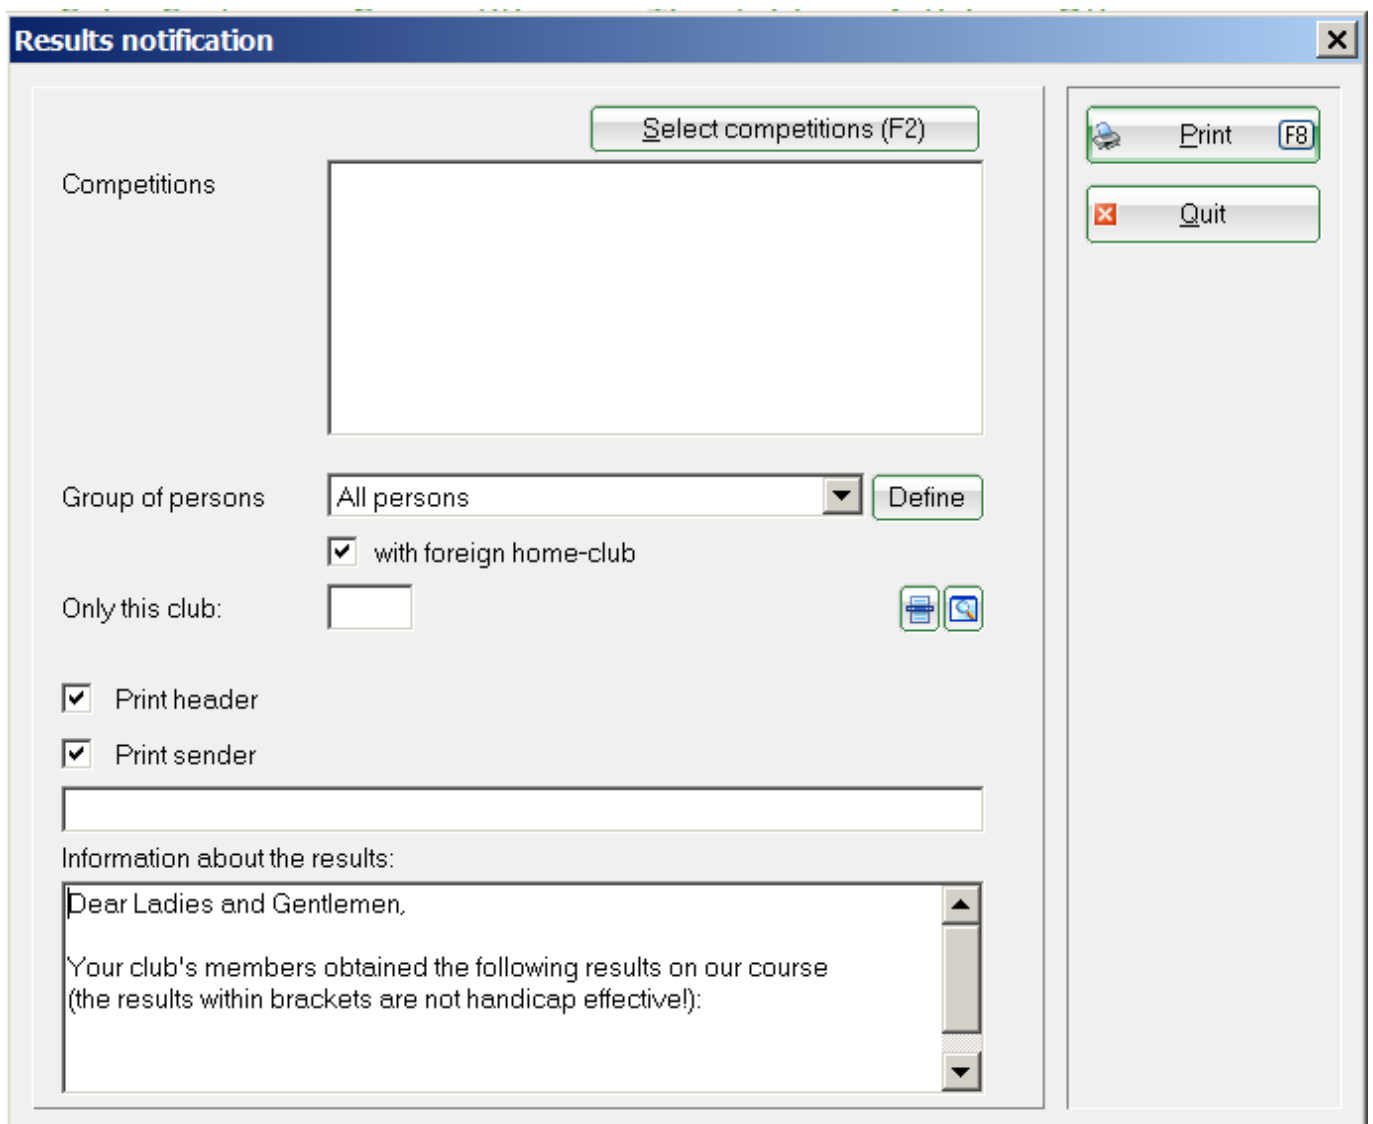 Results notification
Select competitions (F2)
Print F8
Competitions
Quit
Group of persons
All persons
Define
with foreign home-club
Only this club:
Print header
Print sender
Information about the results:
Dear Ladies and Gentlemen,
Your club's members obtained the following results on our course
(the results within brackets are not handicap effective!):